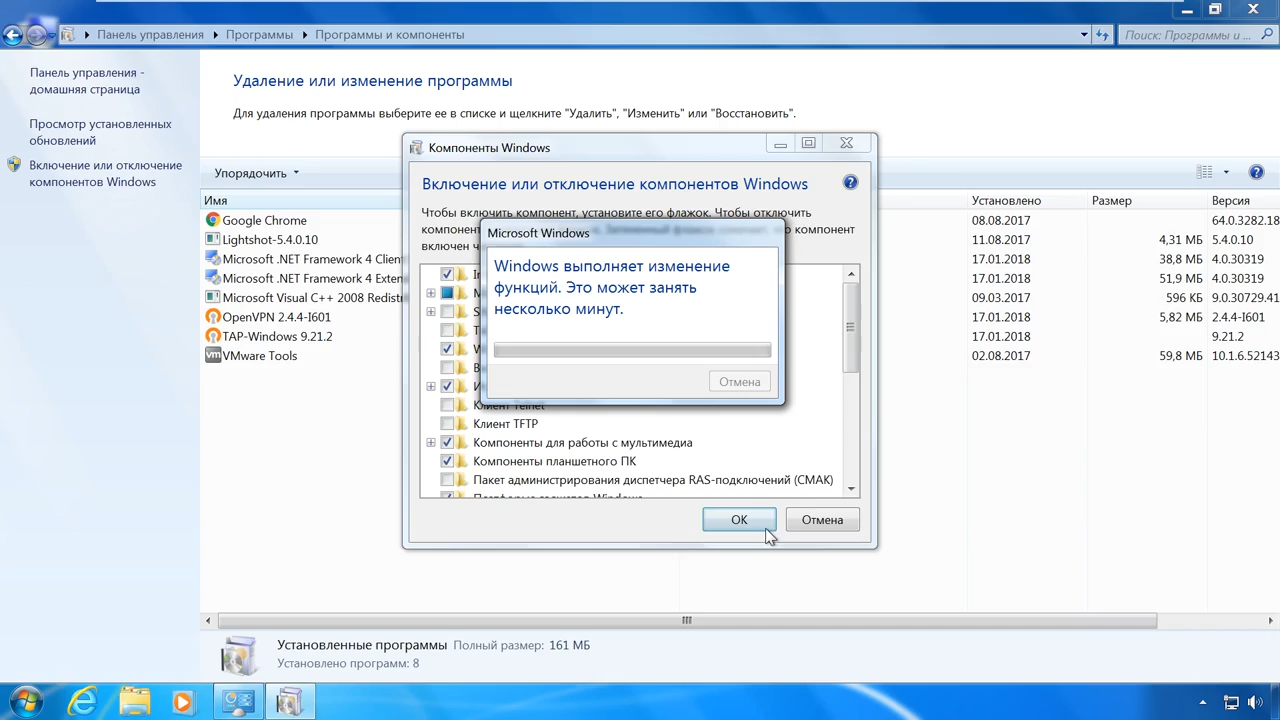 Панель управления
Программы
Программы и компоненты
Поиск: Программы и ...
Панель управления -
домашняя страница
Просмотр установленных
обновлений
Включение или отключение
компонентов Windows
Удаление или изменение программы
Для удаления программы выберите ее в списке и щелкните "Удалить", "Изменить" или "Восстановить".
Упорядочить
Имя
Установлено
Размер
Версия
Google Chrome
08.08.2017
64.0.3282.18
Lightshot-5.4.0.10
11.08.2017
4,31 МБ
5.4.0.10
Microsoft .NET Framework 4 Client
17.01.2018
38,8 МБ
4.0.30319
Microsoft .NET Framework 4 Exten
17.01.2018
51,9 МБ
4.0.30319
Microsoft Visual C++ 2008 Redistr
09.03.2017
596 КБ
9.0.30729.41
OpenVPN 2.4.4-I601
17.01.2018
5,82 МБ
2.4.4-I601
TAP-Windows 9.21.2
17.01.2018
9.21.2
VMware Tools
02.08.2017
59,8 МБ
10.1.6.52143
Компоненты Windows
Включение или отключение компонентов Windows
Чтобы включить компонент, установите его флажок. Чтобы отключить
компонент
включен ч
Microsoft Windows
Windows выполняет изменение
функций. Это может занять
несколько минут.
Отмена
Клиент Telnet
Клиент TFTP
Компоненты для работы с мультимедиа
Компоненты планшетного ПК
Пакет администрирования диспетчера RAS-подключений (CMAK)
OK
Отмена
Установленные программы
Полный размер: 161 МБ
Установлено программ: 8
vm